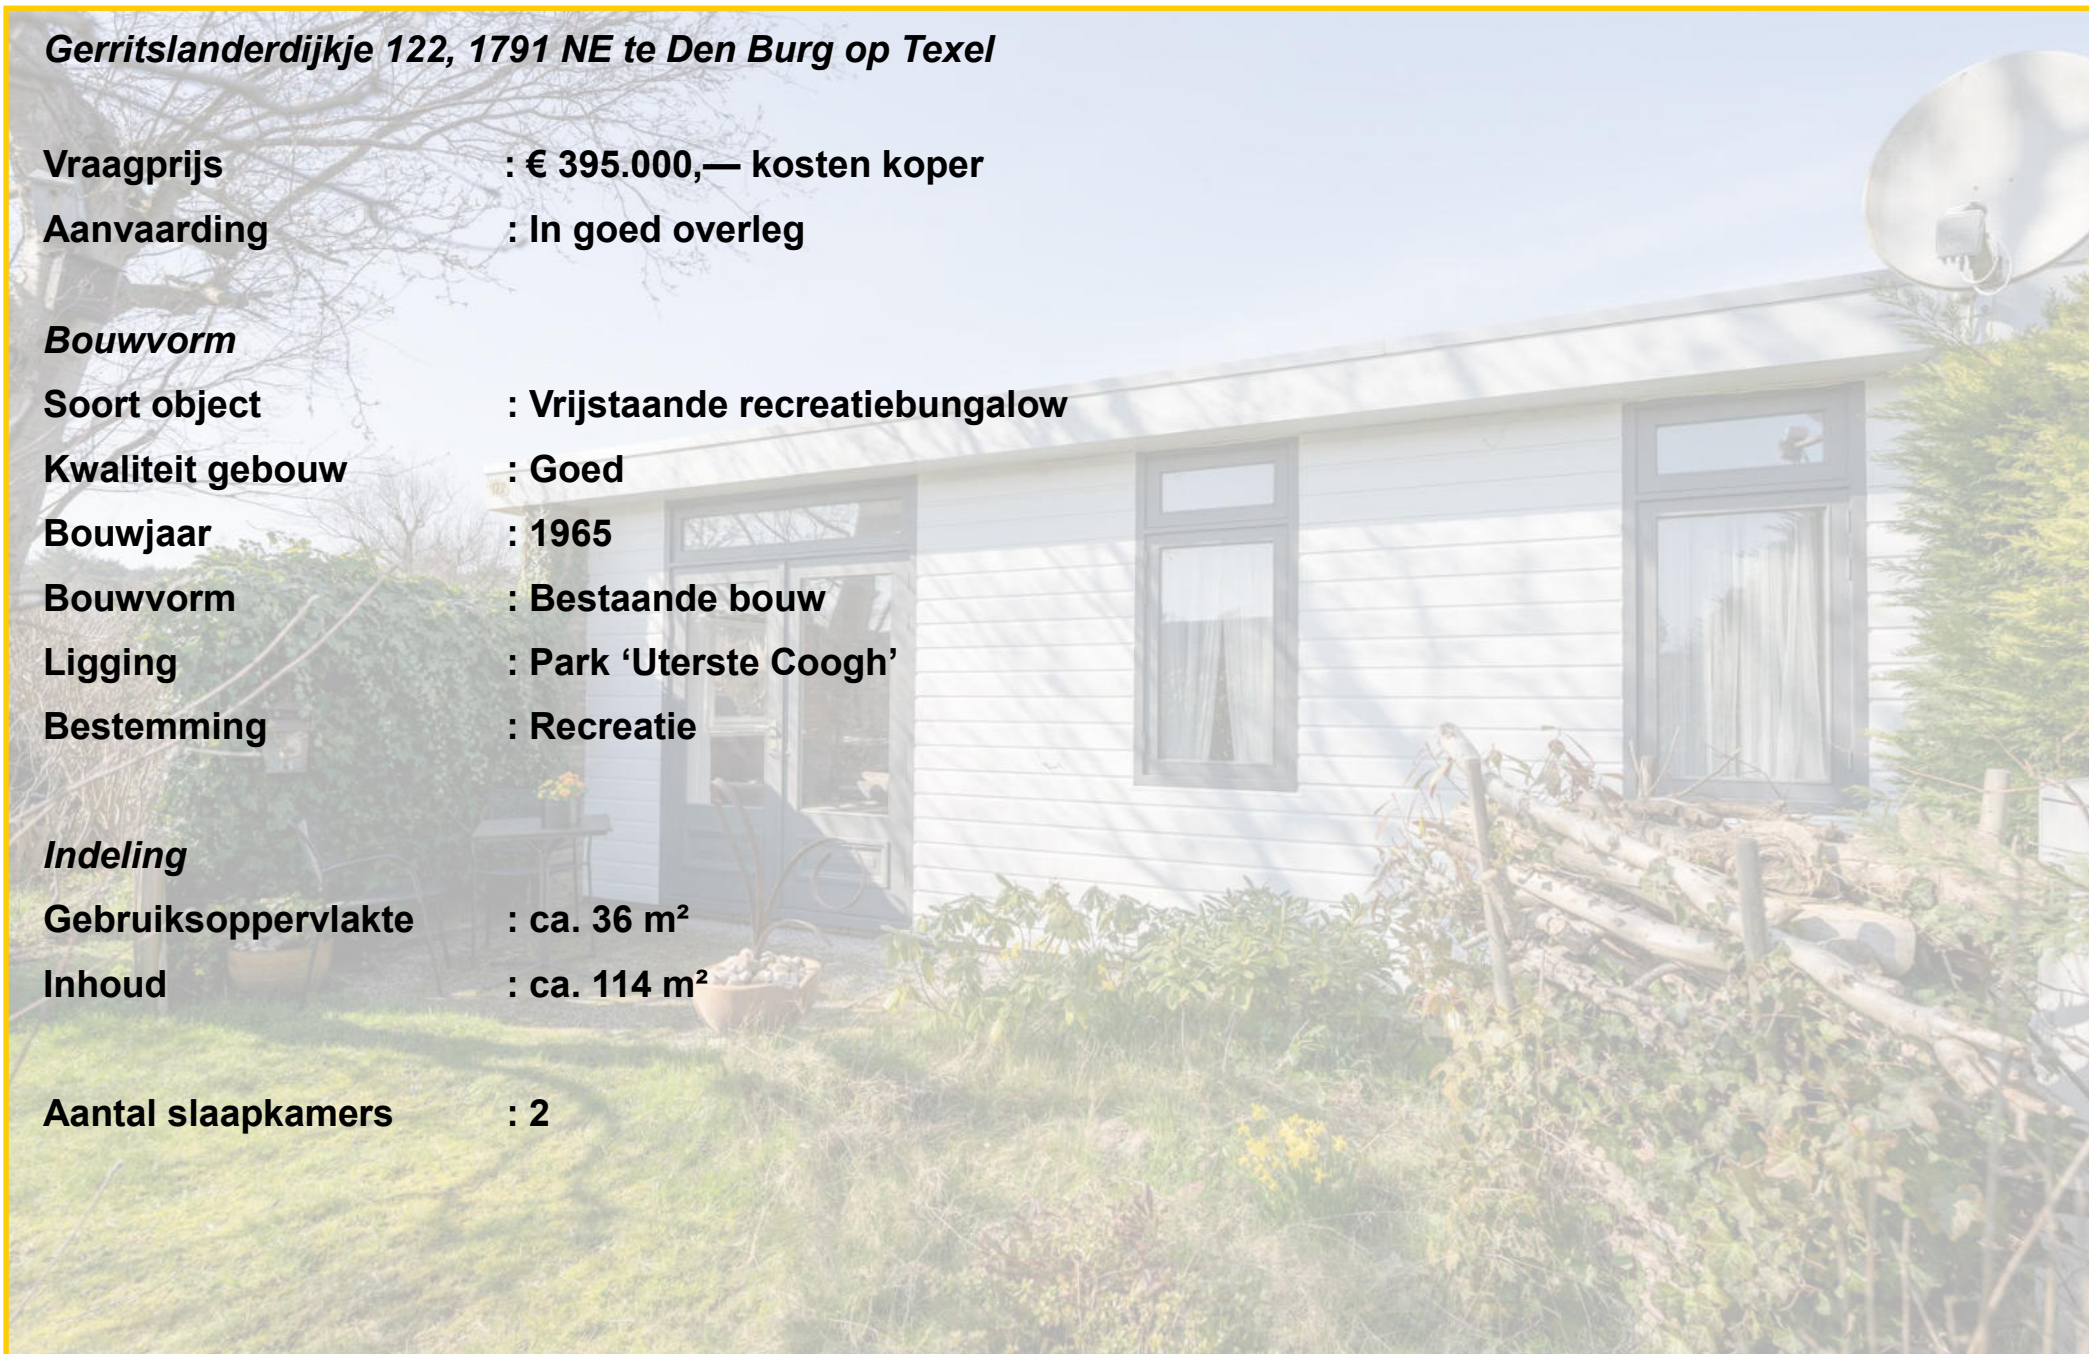 Gerritslanderdijkje 122, 1791 NE te Den Burg op Texel
Vraagprijs : € 395.000,— kosten koper
Aanvaarding : In goed overleg
Bouwvorm
Soort object : Vrijstaande recreatiebungalow
Kwaliteit gebouw : Goed
Bouwjaar : 1965
Bouwvorm : Bestaande bouw
Ligging : Park ‘Uterste Coogh’
Bestemming : Recreatie
Indeling
Gebruiksoppervlakte : ca. 36 m²
Inhoud : ca. 114 m²
Aantal slaapkamers : 2